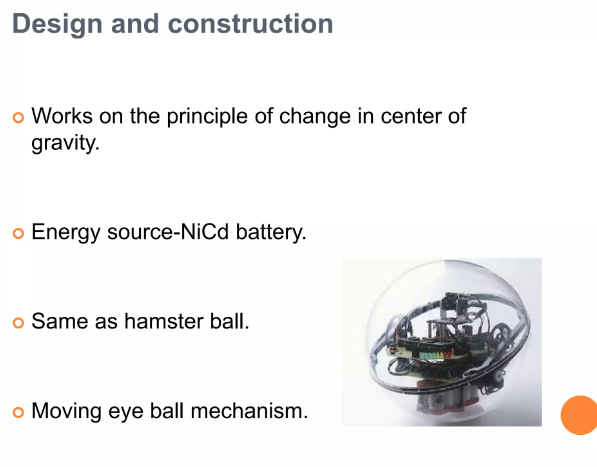 Design and construction
Works on the principle of change in center of
gravity.
Energy source-NiCd battery.
Same as hamster ball.
Moving eye ball mechanism.